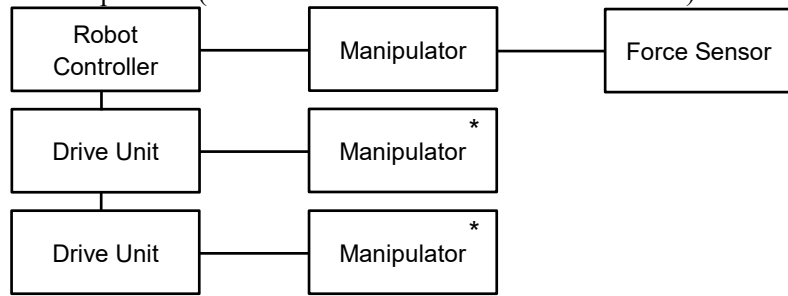 Robot
Controller
Manipulator
Force Sensor
Drive Unit
Manipulator *
Drive Unit
Manipulator *